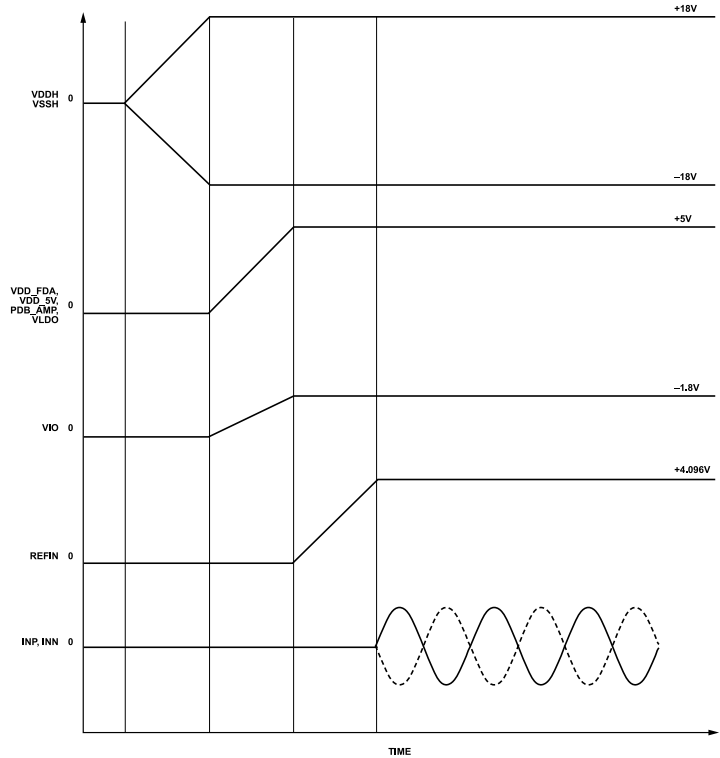 +18V
VDDH
VSSH 0
–18V
+5V
VDD_FDA,
VDD_5V,
PDB_AMP,
VLDO
0
–1.8V
VIO 0
+4.096V
REFIN 0
INP, INN 0
TIME